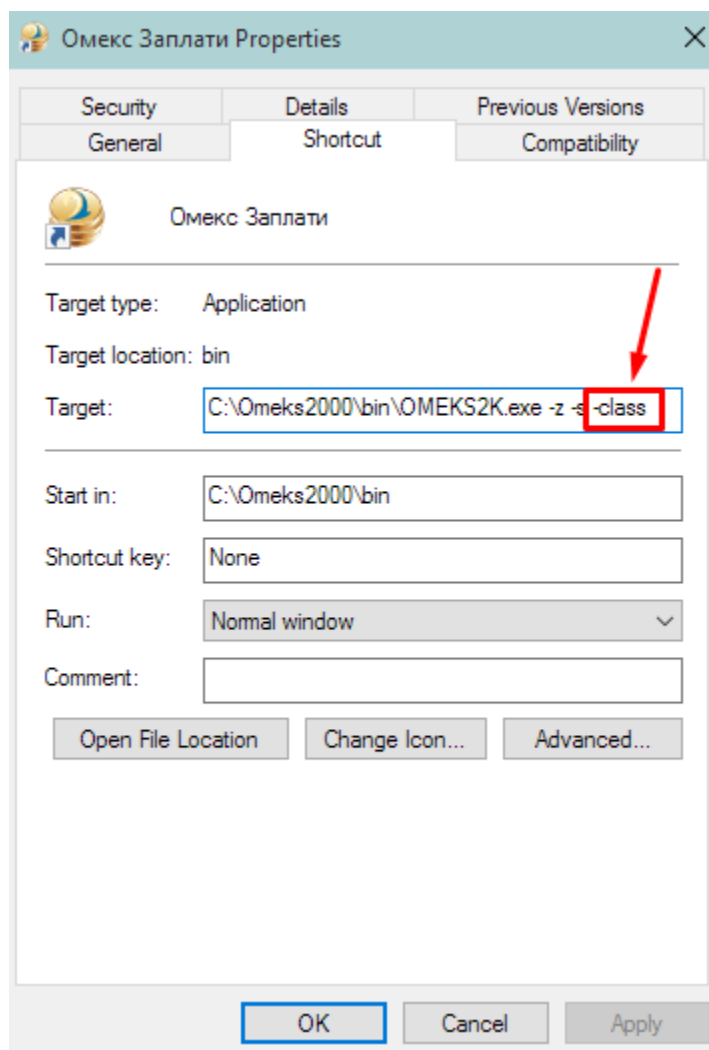 Омекс Заплати Properties
Security Details Previous Versions
General Shortcut Compatibility
Омекс Заплати
Target type: Application
Target location: bin
Target: C:\Omeks2000\bin\OMEKS2K.exe -z -s -class
Start in: C:\Omeks2000\bin
Shortcut key: None
Run: Normal window
Comment:
Open File Location Change Icon... Advanced...
OK Cancel Apply